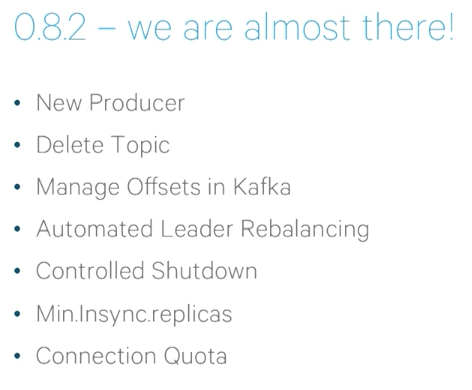 0.8.2 – we are almost there!
• New Producer
• Delete Topic
• Manage Offsets in Kafka
• Automated Leader Rebalancing
• Controlled Shutdown
• Min.Insync.replicas
• Connection Quota